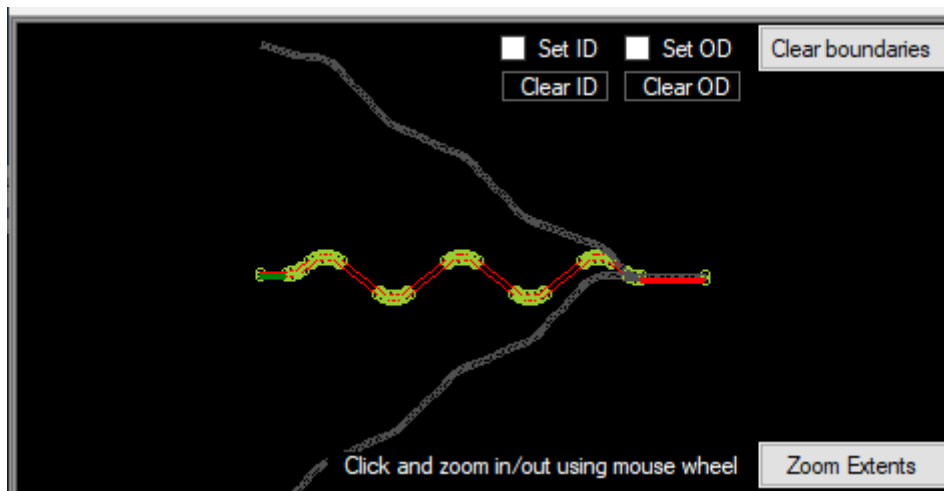 Set ID
Set OD
Clear boundaries
Clear ID
Clear OD
Click and zoom in/out using mouse wheel
Zoom Extents